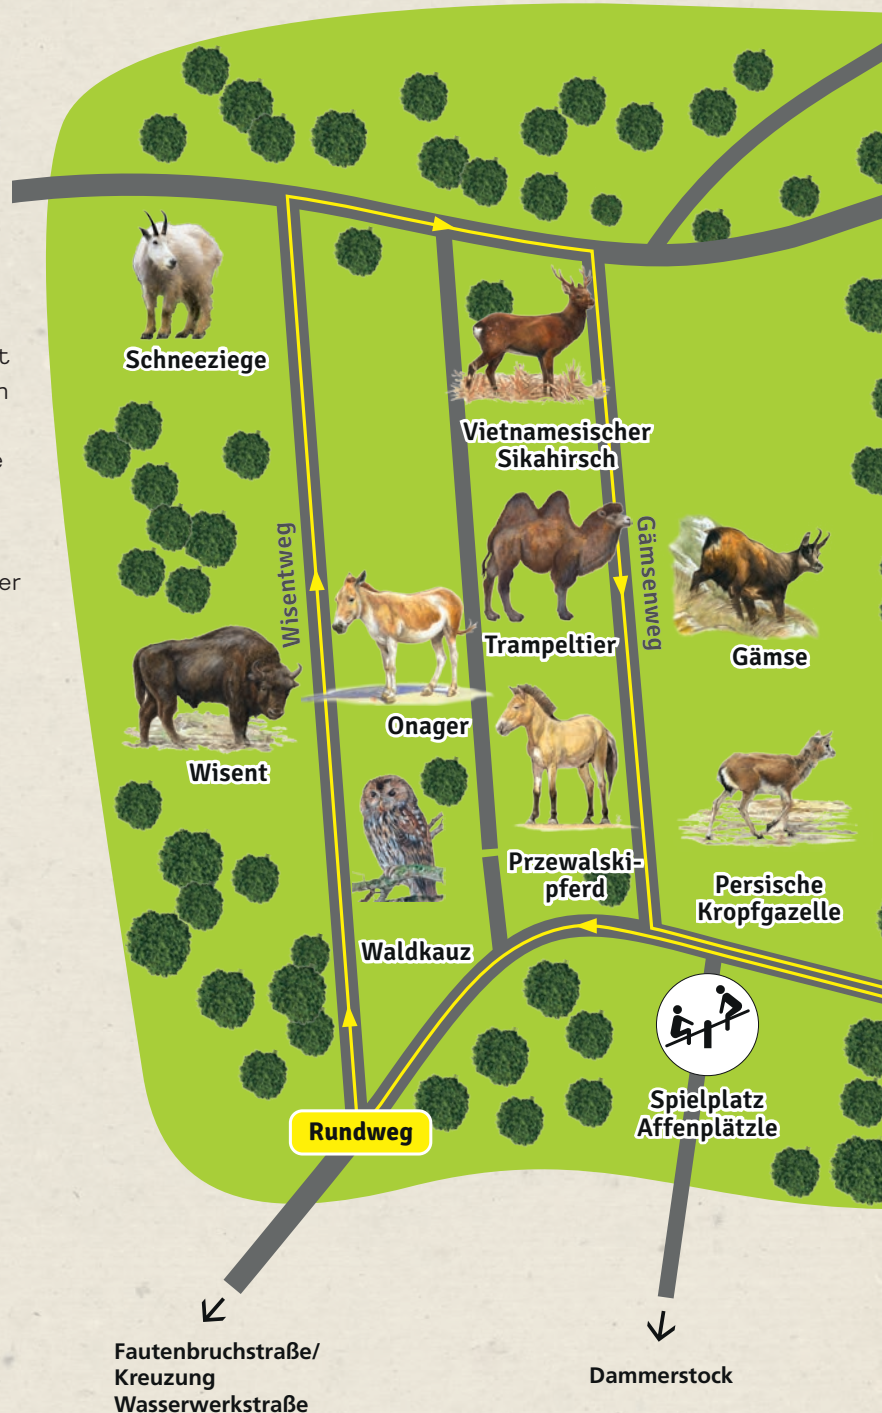 Schneeziege
Vietnamesischer
Sikahirsch
Wisentweg
Gämsenweg
Trampeltier
Gämse
Onager
Wisent
Przewalski-
pferd
Persische
Kropfgazelle
Waldkauz
Spielplatz
Affenplätzle
Rundweg
Fautenbruchstraße/
Kreuzung
Wasserwerkstraße
Dammerstock